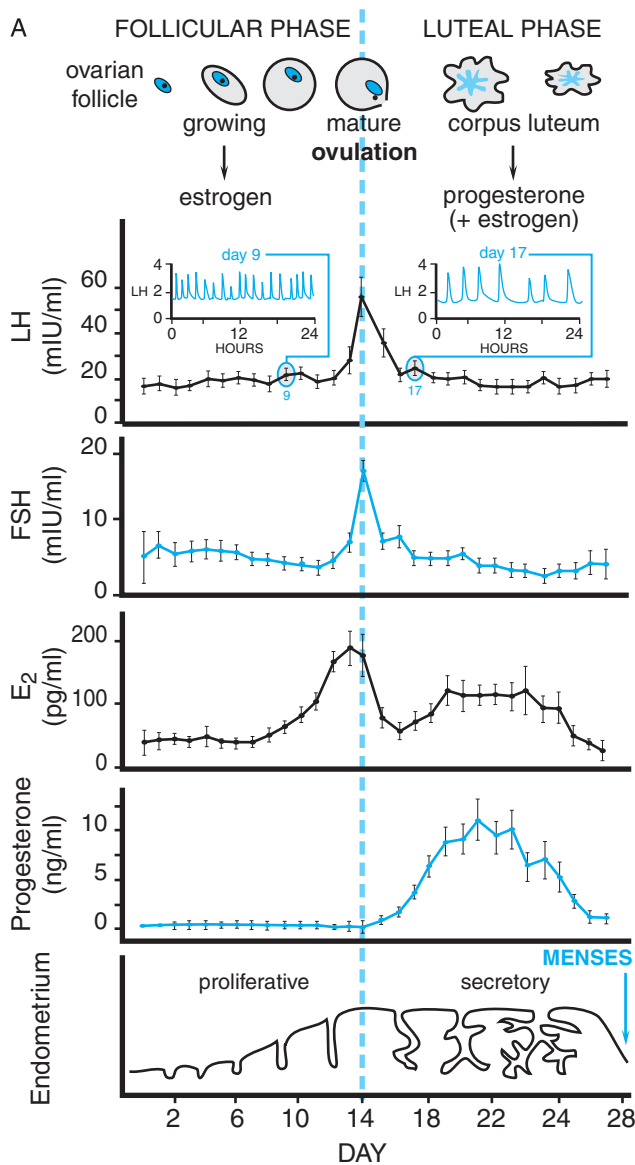 A
FOLLICULAR PHASE
LUTEAL PHASE
ovarian
follicle
growing
mature
ovulation
corpus luteum
estrogen
progesterone
(+ estrogen)
LH
(mIU/ml)
60
50
40
20
20
0
day 9
4
LH 2
0
0 12 24
HOURS
9
day 17
4
LH 2
0
0 12 24
HOURS
17
FSH
(mIU/ml)
20
10
0
E2
(pg/ml)
200
100
0
Progesterone
(ng/ml)
10
5
0
Endometrium
proliferative
secretory
MENSES
2 6 10 14 18 22 24 28
DAY